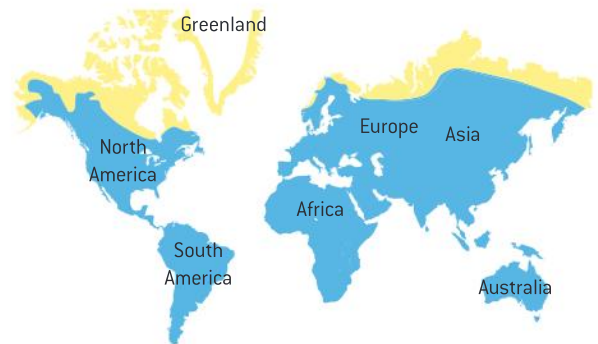 Greenland
North
America
Europe
Asia
Africa
South
America
Australia